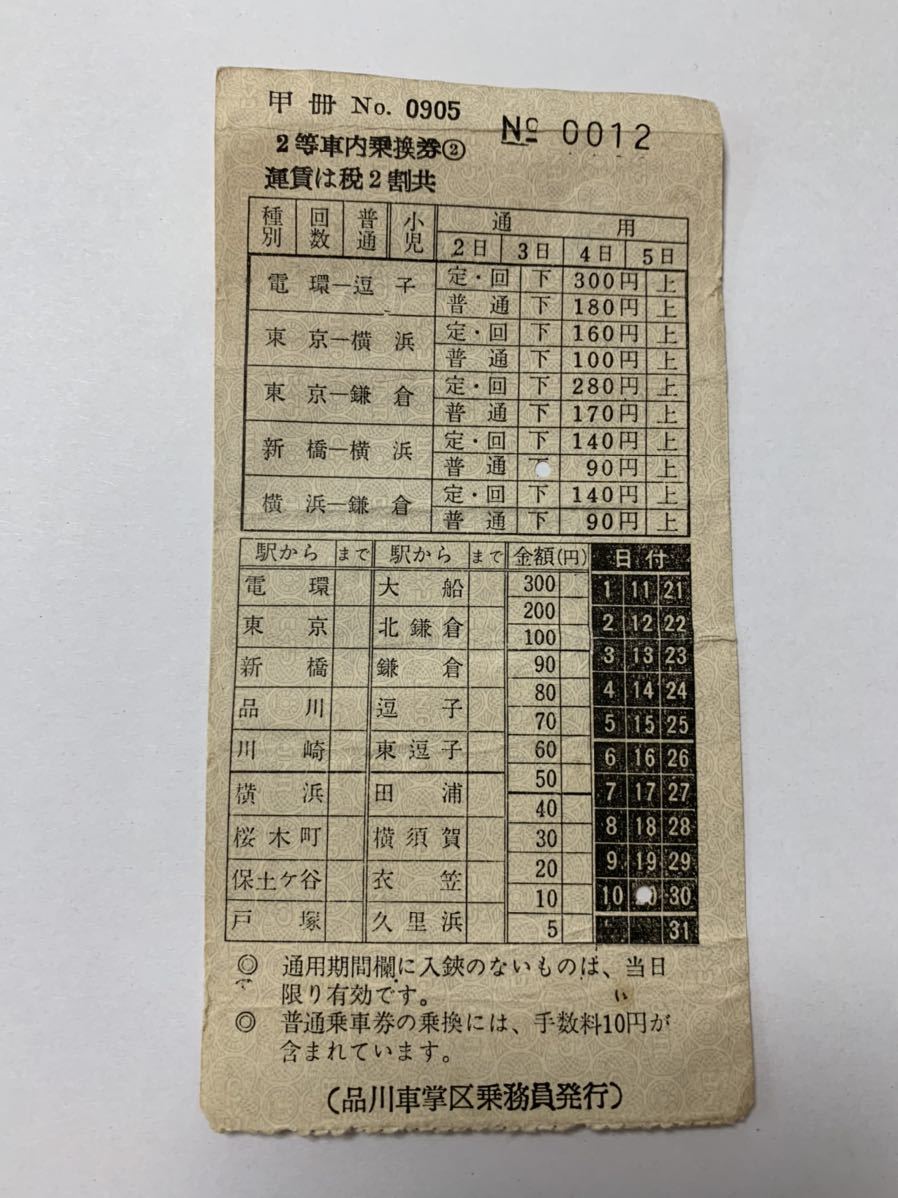 甲 冊 No. 0905
№ 0012
2等車内乗換券②
運賃は税2割共
種別 回数 普通 小児 通 用
2日 3日 4日 5日
電 環―逗 子 定・回 下 300円 上
普 通 下 180円 上
東 京―横 浜 定・回 下 160円 上
普 通 下 100円 上
東 京―鎌 倉 定・回 下 280円 上
普 通 下 170円 上
新 橋―横 浜 定・回 下 140円 上
普 通 90円 上
横 浜―鎌 倉 定・回 下 140円 上
普 通 下 90円 上
駅から まで 駅から まで 金額(円) 日 付
電 環 大 船 300 1 11 21
東 京 北鎌倉 200 100 2 12 22
新 橋 鎌 倉 90 3 13 23
品 川 逗 子 80 70 4 14 24
5 15 25
川 崎 東逗子 60 6 16 26
横 浜 田 浦 50 40 7 17 27
桜木町 横須賀 30 8 18 28
保土ケ谷 衣 笠 20 10 9 19 29
10 30
戸 塚 久里浜 5 31
◎ 通用期間欄に入鋏のないものは、当日
限り有効です。
◎ 普通乗車券の乗換には、手数料10円が
含まれています。
(品川車掌区乗務員発行)